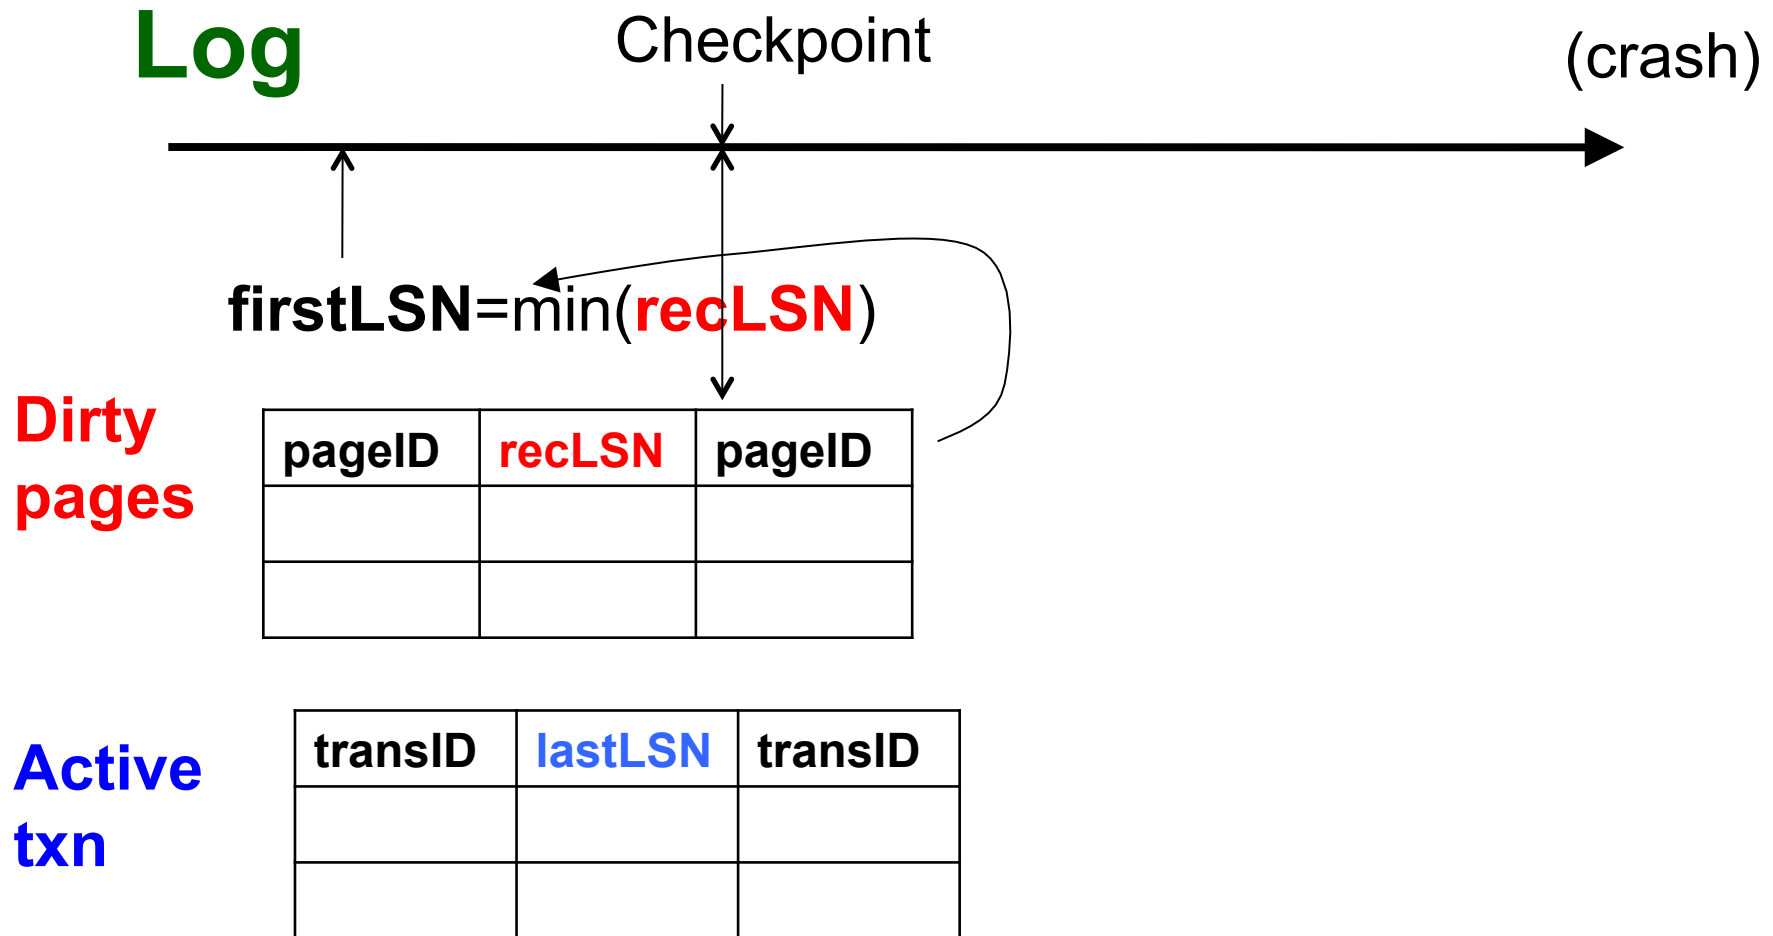 Log
Checkpoint
(crash)
firstLSN=min(recLSN)
Dirty
pages
pageID recLSN pageID
Active
txn
transID lastLSN transID